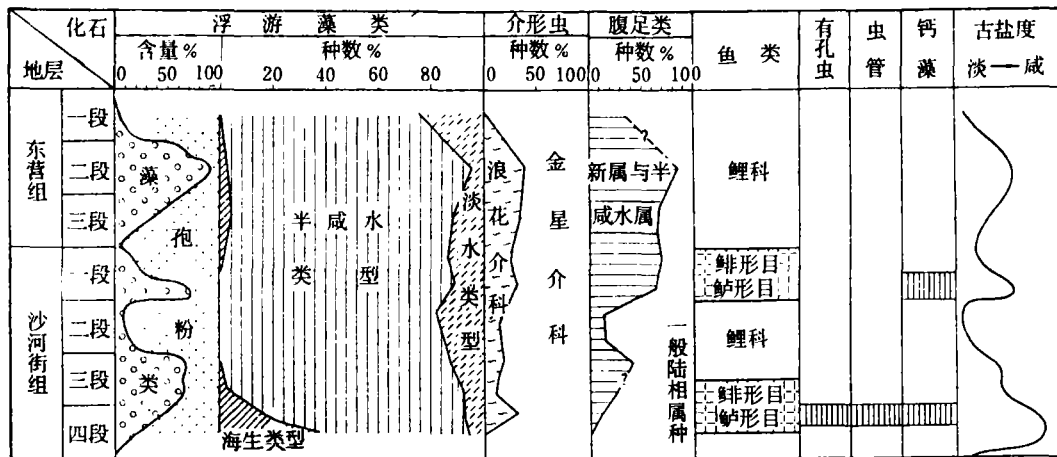 化石
地层
浮游藻类
含量%
0 50 100
种数%
20 40 60 80
介形虫
种数%
0 50 100
腹足类
种数%
0 50 100
鱼类
有孔虫
虫管
钙藻
古盐度
淡—咸
东营组
一段
二段
三段
沙河街组
一段
二段
三段
四段
藻
类
孢
粉
半咸水
类型
海生类型
淡水类型
浪花介科
金星介科
?
新属与半
咸水属
?
一般陆相属种
鲤科
鲱形目
鲈形目
鲤科
鲱形目
鲈形目